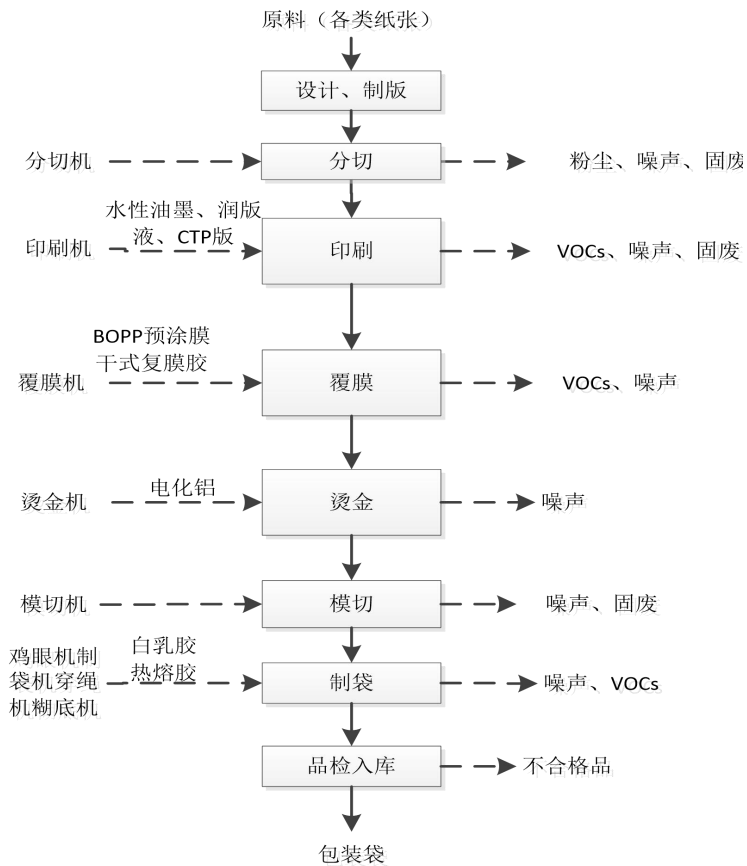 原料（各类纸张）
设计、制版
分切机
分切
粉尘、噪声、固废
水性油墨、润版
液、CTP版
印刷机
印刷
VOCs、噪声、固废
BOPP预涂膜
干式复膜胶
覆膜机
覆膜
VOCs、噪声
烫金机
电化铝
烫金
噪声
模切机
模切
噪声、固废
鸡眼机制
袋机穿绳
机糊底机
白乳胶
热熔胶
制袋
噪声、VOCs
品检入库
不合格品
包装袋